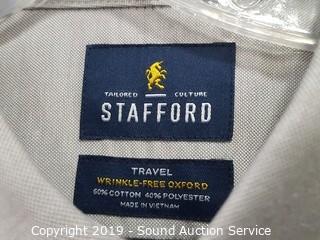 TAILORED CULTURE
STAFFORD
TRAVEL
WRINKLE-FREE OXFORD
60% COTTON 40% POLYESTER
MADE IN VIETNAM
Copyright 2019 - Sound Auction Service